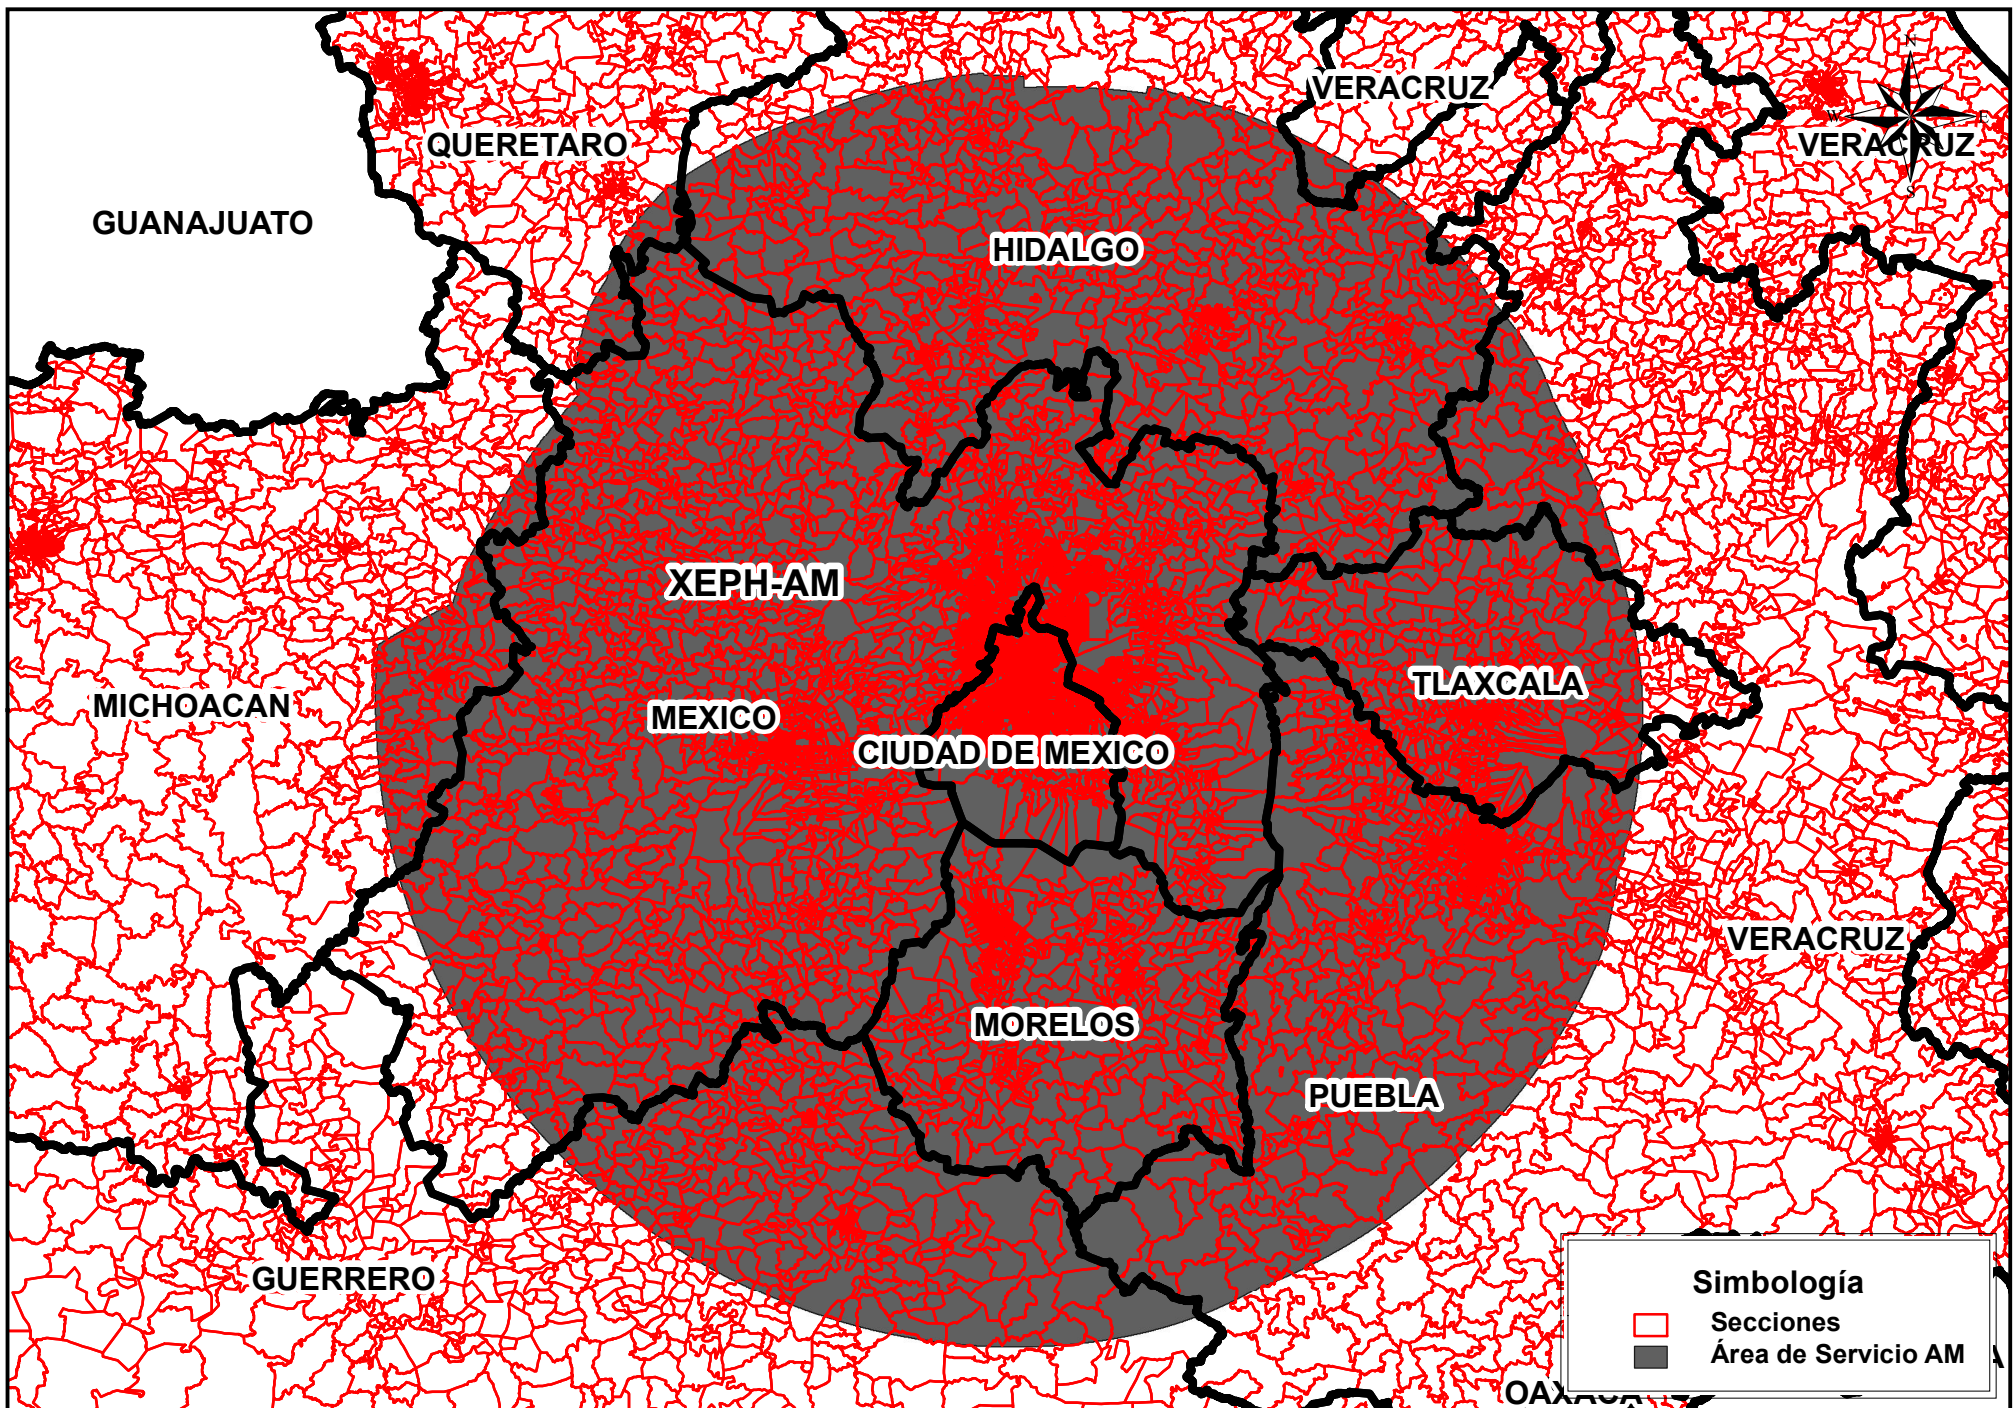 N
VERACRUZ
W
E
QUERETARO
VERACRUZ
S
GUANAJUATO
HIDALGO
XEPH-AM
TLAXCALA
MICHOACAN
MEXICO
CIUDAD DE MEXICO
VERACRUZ
MORELOS
PUEBLA
GUERRERO
Simbología
Secciones
Área de Servicio AM
OAXACA